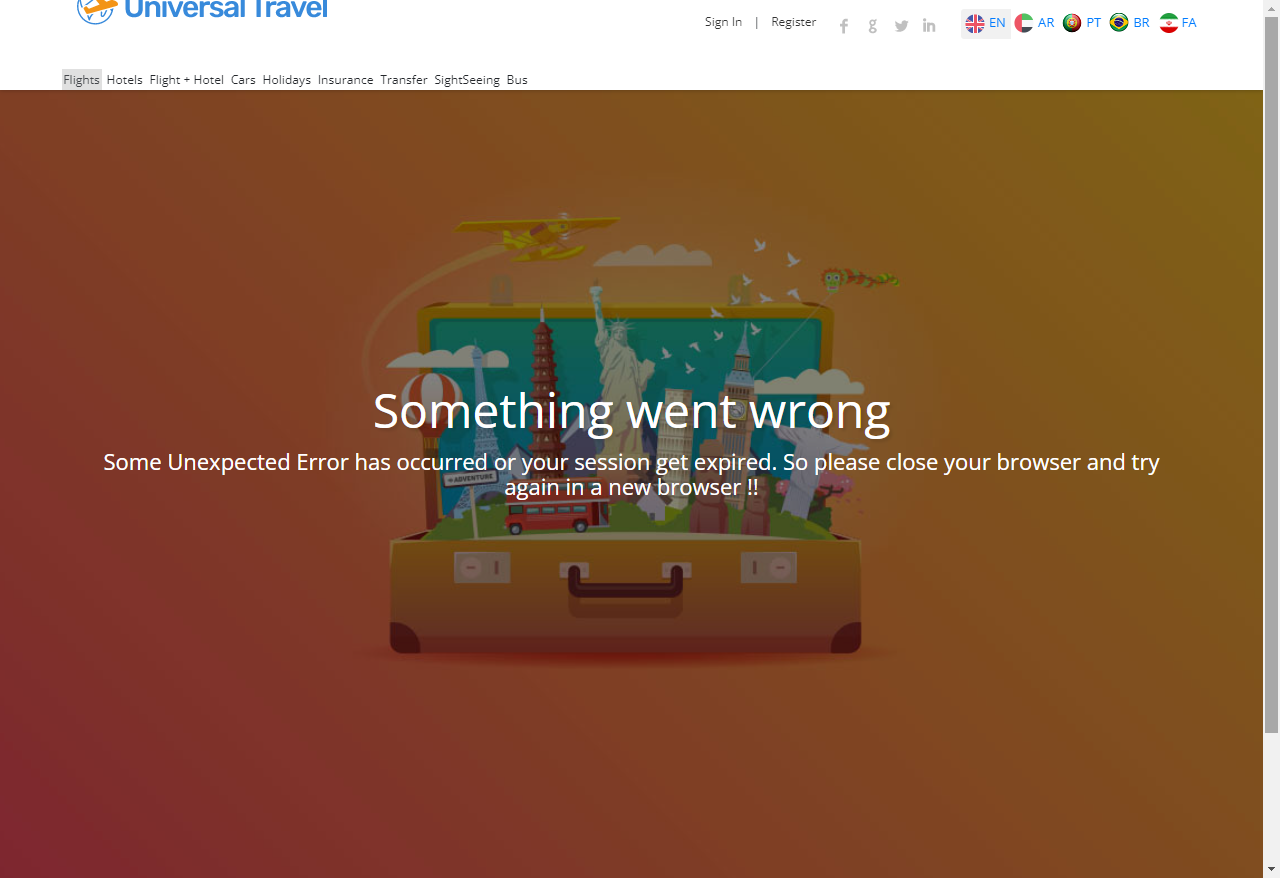 Universal Travel
Sign In | Register
EN AR PT BR FA
Flights Hotels Flight + Hotel Cars Holidays Insurance Transfer SightSeeing Bus
Something went wrong
Some Unexpected Error has occurred or your session get expired. So please close your browser and try
again in a new browser !!
ADVENTURE